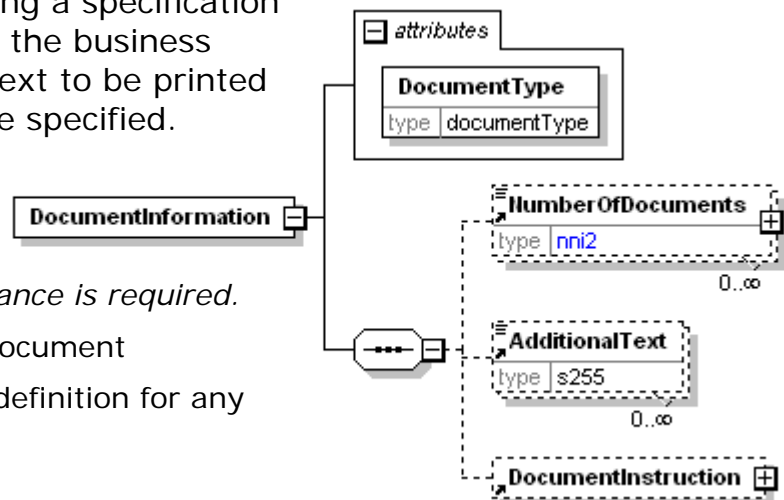 ng a specification
the business
ext to be printed
e specified.
attributes
DocumentType
type documentType
DocumentInformation
NumberOfDocuments
type nni2
0..∞
ance is required.
ocument
definition for any
AdditionalText
type s255
0..∞
DocumentInstruction